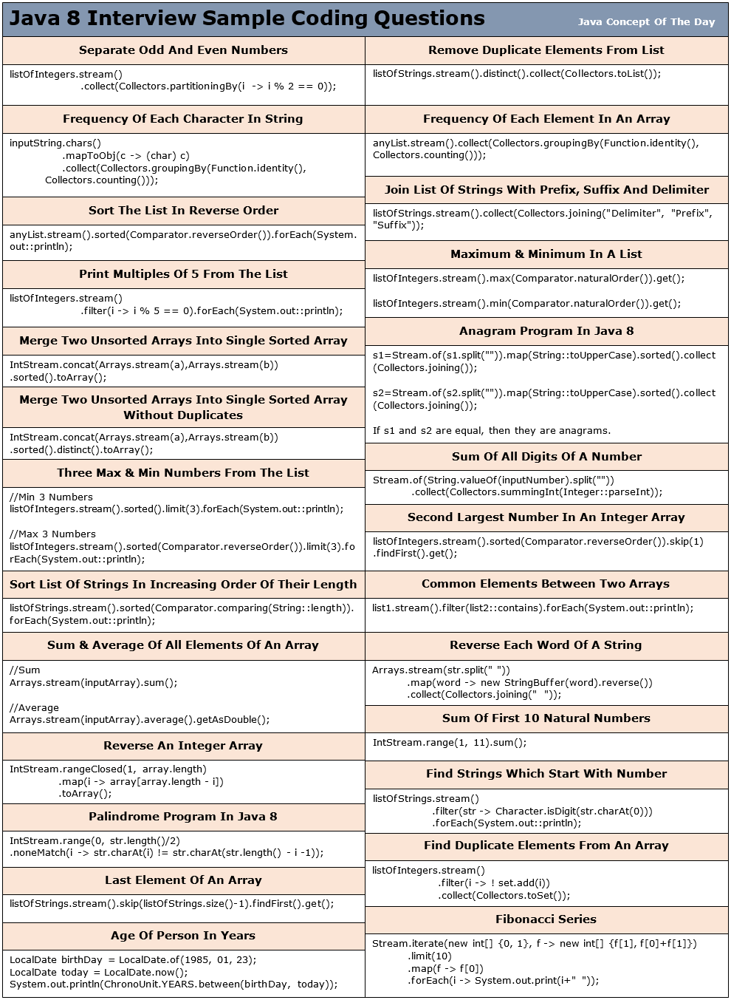 Java 8 Interview Sample Coding Questions
Java Concept Of The Day
Separate Odd And Even Numbers
listOfIntegers.stream()
.collect(Collectors.partitioningBy(i -> i % 2 == 0));
Frequency Of Each Character In String
inputString.chars()
.mapToObj(c -> (char) c)
.collect(Collectors.groupingBy(Function.identity(),
Collectors.counting()));
Sort The List In Reverse Order
anyList.stream().sorted(Comparator.reverseOrder()).forEach(System.
out::println);
Print Multiples Of 5 From The List
listOfIntegers.stream()
.filter(i -> i % 5 == 0).forEach(System.out::println);
Merge Two Unsorted Arrays Into Single Sorted Array
IntStream.concat(Arrays.stream(a),Arrays.stream(b))
.sorted().toArray();
Merge Two Unsorted Arrays Into Single Sorted Array
Without Duplicates
IntStream.concat(Arrays.stream(a),Arrays.stream(b))
.sorted().distinct().toArray();
Three Max & Min Numbers From The List
//Min 3 Numbers
listOfIntegers.stream().sorted().limit(3).forEach(System.out::println);
//Max 3 Numbers
listOfIntegers.stream().sorted(Comparator.reverseOrder()).limit(3).fo
rEach(System.out::println);
Sort List Of Strings In Increasing Order Of Their Length
listOfStrings.stream().sorted(Comparator.comparing(String::length)).
forEach(System.out::println);
Sum & Average Of All Elements Of An Array
//Sum
Arrays.stream(inputArray).sum();
//Average
Arrays.stream(inputArray).average().getAsDouble();
Reverse An Integer Array
IntStream.rangeClosed(1, array.length)
.map(i -> array[array.length - i])
.toArray();
Palindrome Program In Java 8
IntStream.range(0, str.length()/2)
.noneMatch(i -> str.charAt(i) != str.charAt(str.length() - i -1));
Last Element Of An Array
listOfStrings.stream().skip(listOfStrings.size()-1).findFirst().get();
Age Of Person In Years
LocalDate birthDay = LocalDate.of(1985, 01, 23);
LocalDate today = LocalDate.now();
System.out.println(ChronoUnit.YEARS.between(birthDay, today));
Remove Duplicate Elements From List
listOfStrings.stream().distinct().collect(Collectors.toList());
Frequency Of Each Element In An Array
anyList.stream().collect(Collectors.groupingBy(Function.identity(),
Collectors.counting()));
Join List Of Strings With Prefix, Suffix And Delimiter
listOfStrings.stream().collect(Collectors.joining("Delimiter", "Prefix",
"Suffix"));
Maximum & Minimum In A List
listOfIntegers.stream().max(Comparator.naturalOrder()).get();
listOfIntegers.stream().min(Comparator.naturalOrder()).get();
Anagram Program In Java 8
s1=Stream.of(s1.split("")).map(String::toUpperCase).sorted().collect
(Collectors.joining());
s2=Stream.of(s2.split("")).map(String::toUpperCase).sorted().collect
(Collectors.joining());
If s1 and s2 are equal, then they are anagrams.
Sum Of All Digits Of A Number
Stream.of(String.valueOf(inputNumber).split(""))
.collect(Collectors.summingInt(Integer::parseInt));
Second Largest Number In An Integer Array
listOfIntegers.stream().sorted(Comparator.reverseOrder()).skip(1)
.findFirst().get();
Common Elements Between Two Arrays
list1.stream().filter(list2::contains).forEach(System.out::println);
Reverse Each Word Of A String
Arrays.stream(str.split(" "))
.map(word -> new StringBuffer(word).reverse())
.collect(Collectors.joining(" "));
Sum Of First 10 Natural Numbers
IntStream.range(1, 11).sum();
Find Strings Which Start With Number
listOfStrings.stream()
.filter(str -> Character.isDigit(str.charAt(0)))
.forEach(System.out::println);
Find Duplicate Elements From An Array
listOfIntegers.stream()
.filter(i -> ! set.add(i))
.collect(Collectors.toSet());
Fibonacci Series
Stream.iterate(new int[] {0, 1}, f -> new int[] {f[1], f[0]+f[1]})
.limit(10)
.map(f -> f[0])
.forEach(i -> System.out.print(i+" "));